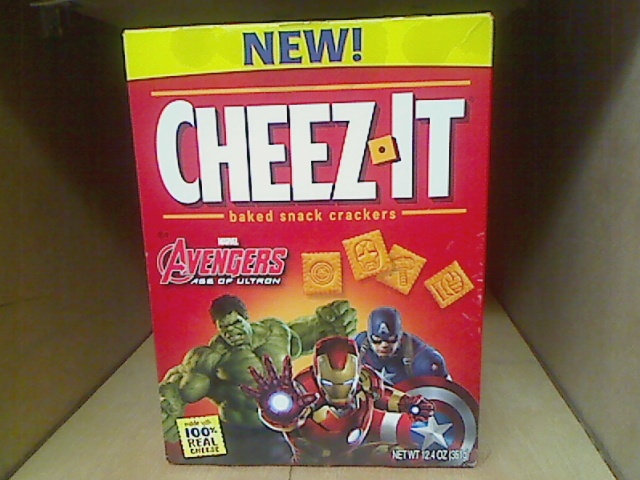 NEW!
CHEEZ-IT
baked snack crackers
MARVEL
AVENGERS
AGE OF ULTRON
made with
100%
REAL
CHEESE
NET WT 12.4 OZ (351g)